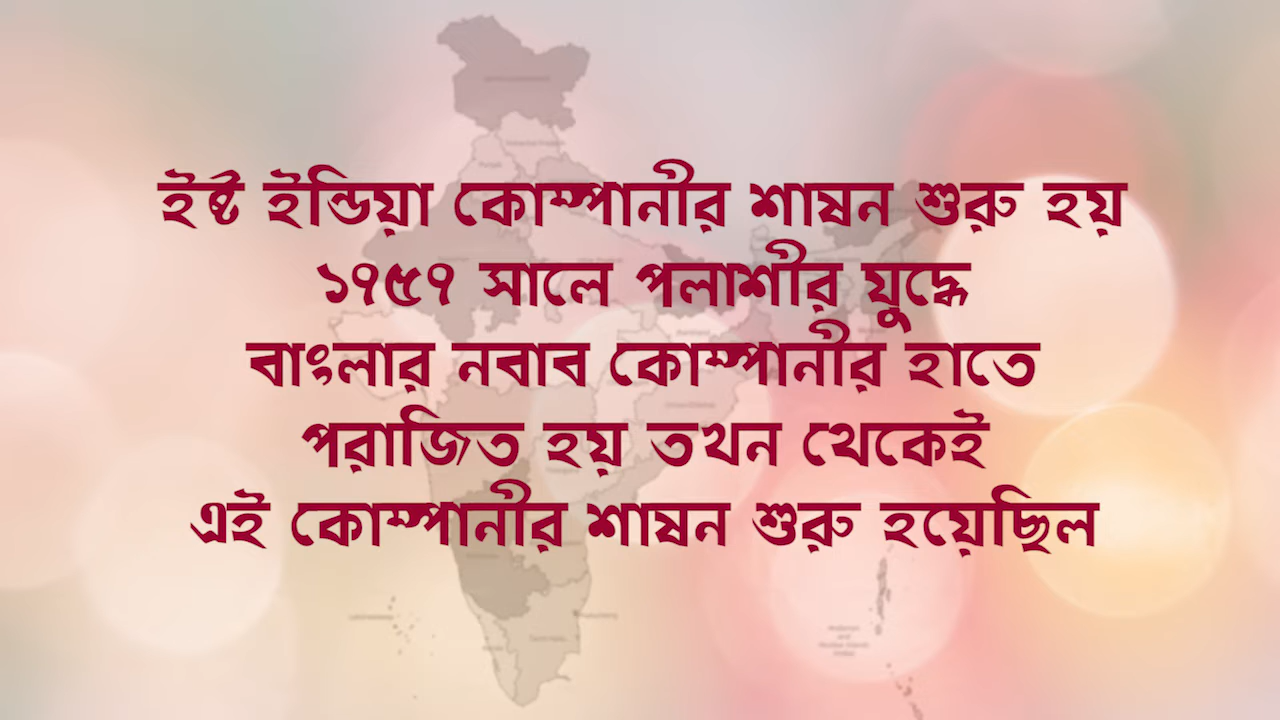 ইষ্ট ইন্ডিয়া কোম্পানীর শাষন শুরু হয়
১৭৫৭ সালে পলাশীর যুদ্ধে
বাংলার নবাব কোম্পানীর হাতে
পরাজিত হয় তখন থেকেই
এই কোম্পানীর শাষন শুরু হয়েছিল